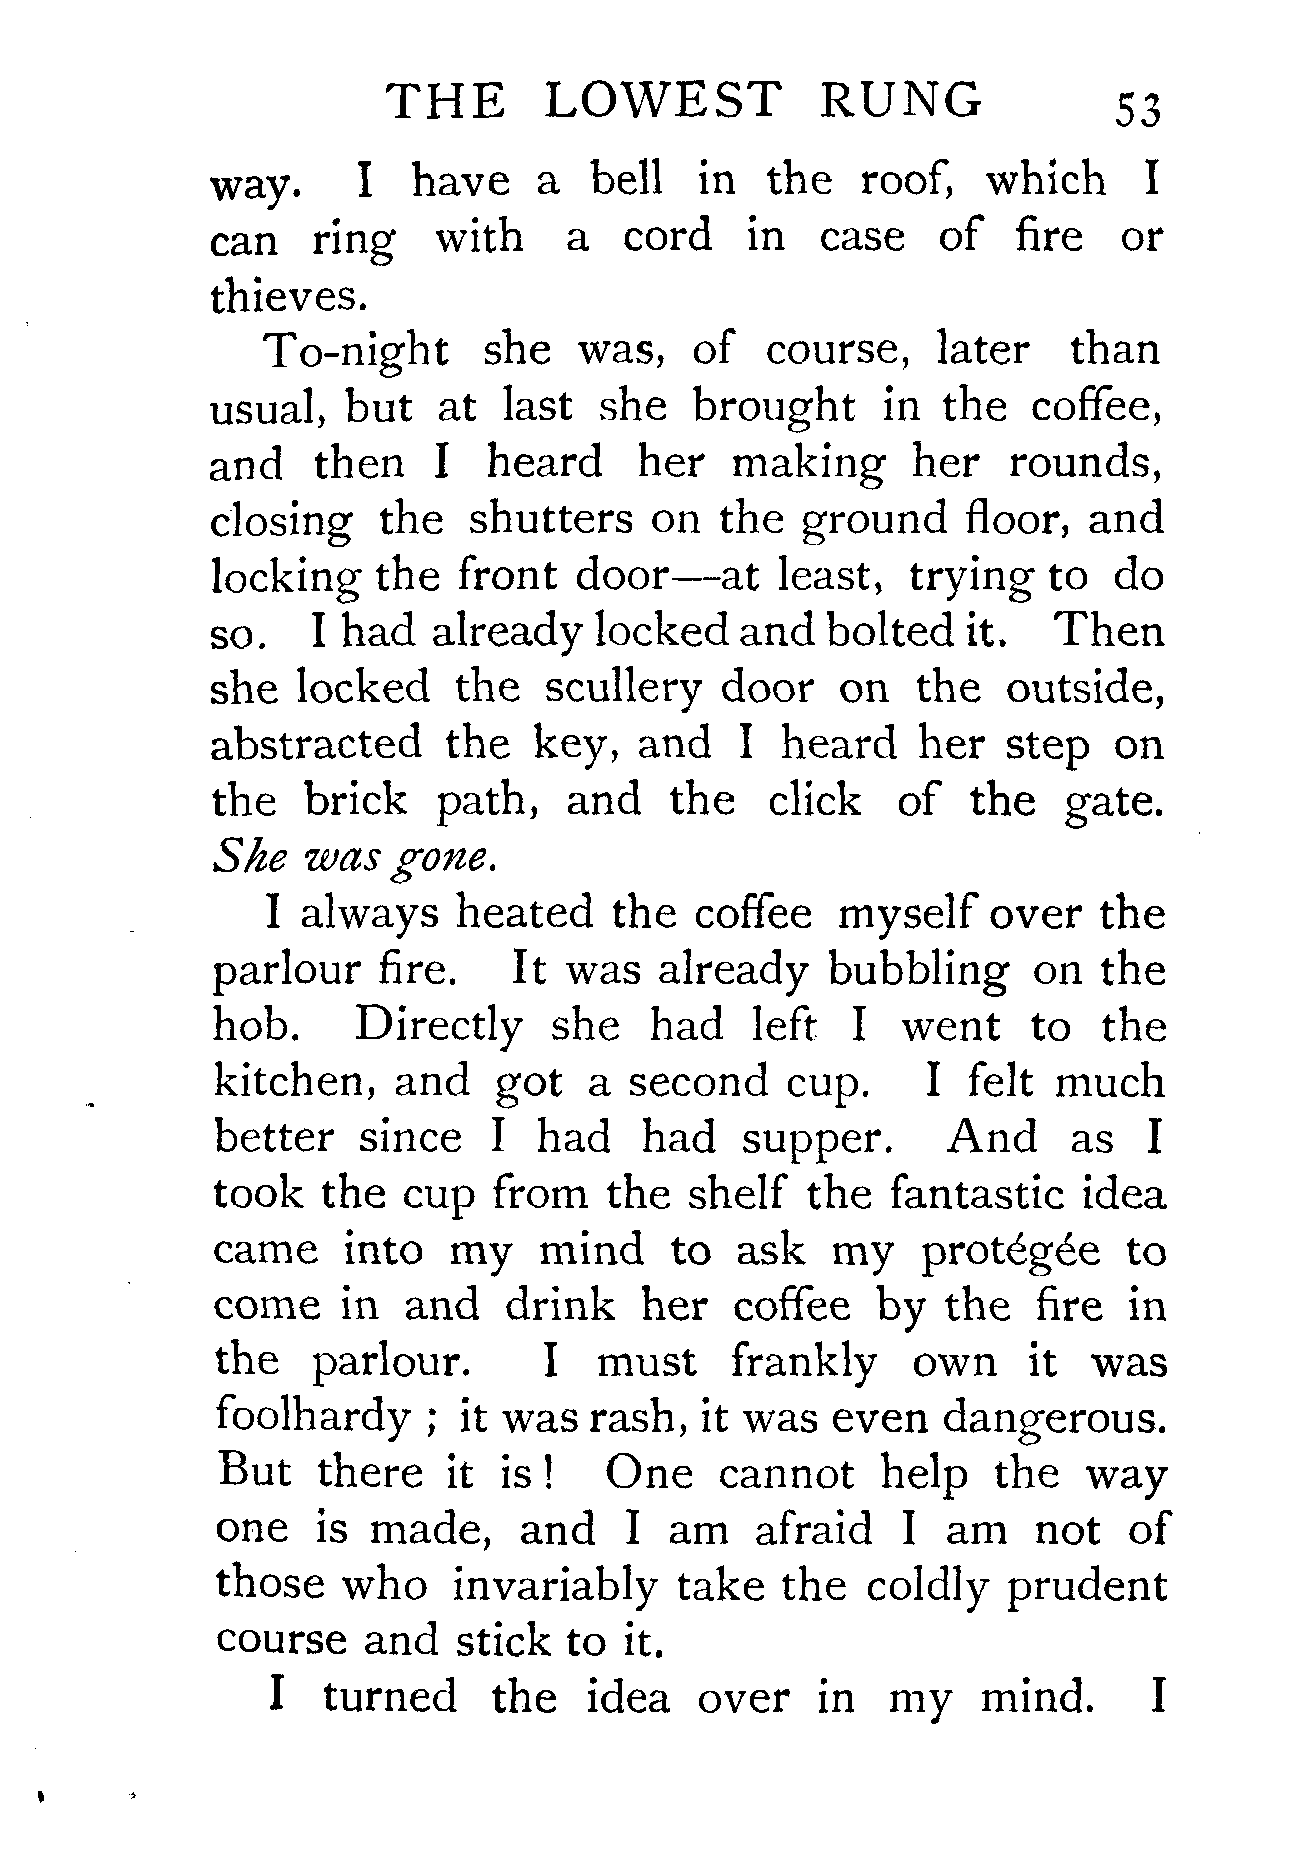 THE LOWEST RUNG 53
way. I have a bell in the roof, which I
can ring with a cord in case of fire or
thieves.
To-night she was, of course, later than
usual, but at last she brought in the coffee,
and then I heard her making her rounds,
closing the shutters on the ground floor, and
locking the front door—at least, trying to do
so. I had already locked and bolted it. Then
she locked the scullery door on the outside,
abstracted the key, and I heard her step on
the brick path, and the click of the gate.
She was gone.
I always heated the coffee myself over the
parlour fire. It was already bubbling on the
hob. Directly she had left I went to the
kitchen, and got a second cup. I felt much
better since I had had supper. And as I
took the cup from the shelf the fantastic idea
came into my mind to ask my protégée to
come in and drink her coffee by the fire in
the parlour. I must frankly own it was
foolhardy ; it was rash, it was even dangerous.
But there it is ! One cannot help the way
one is made, and I am afraid I am not of
those who invariably take the coldly prudent
course and stick to it.
I turned the idea over in my mind. I